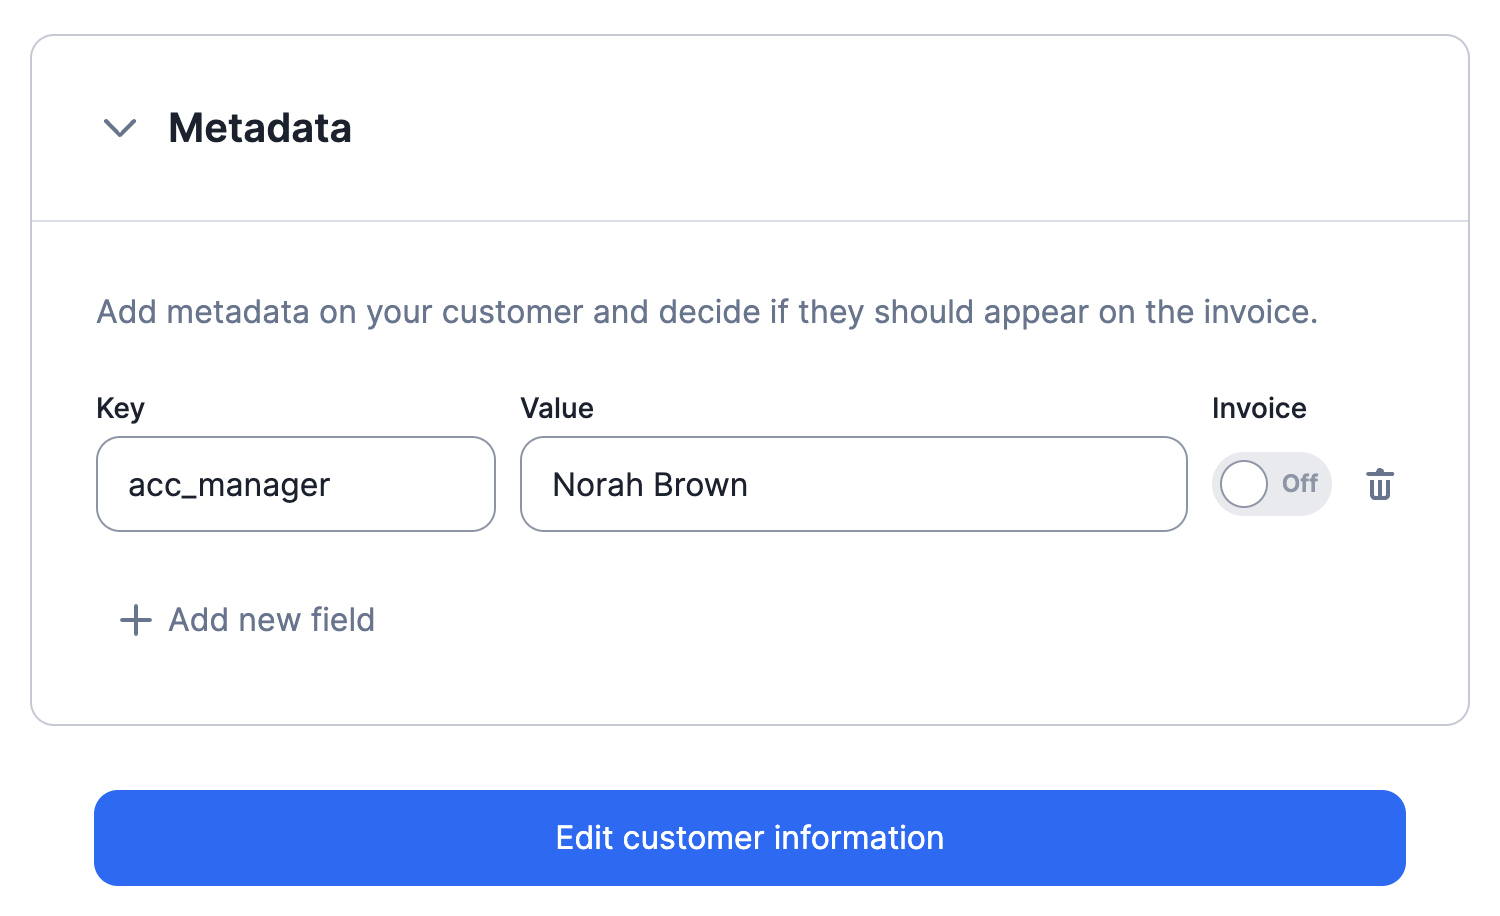 Metadata
Add metadata on your customer and decide if they should appear on the invoice.
Key Value Invoice
acc_manager Norah Brown Off
Add new field
Edit customer information